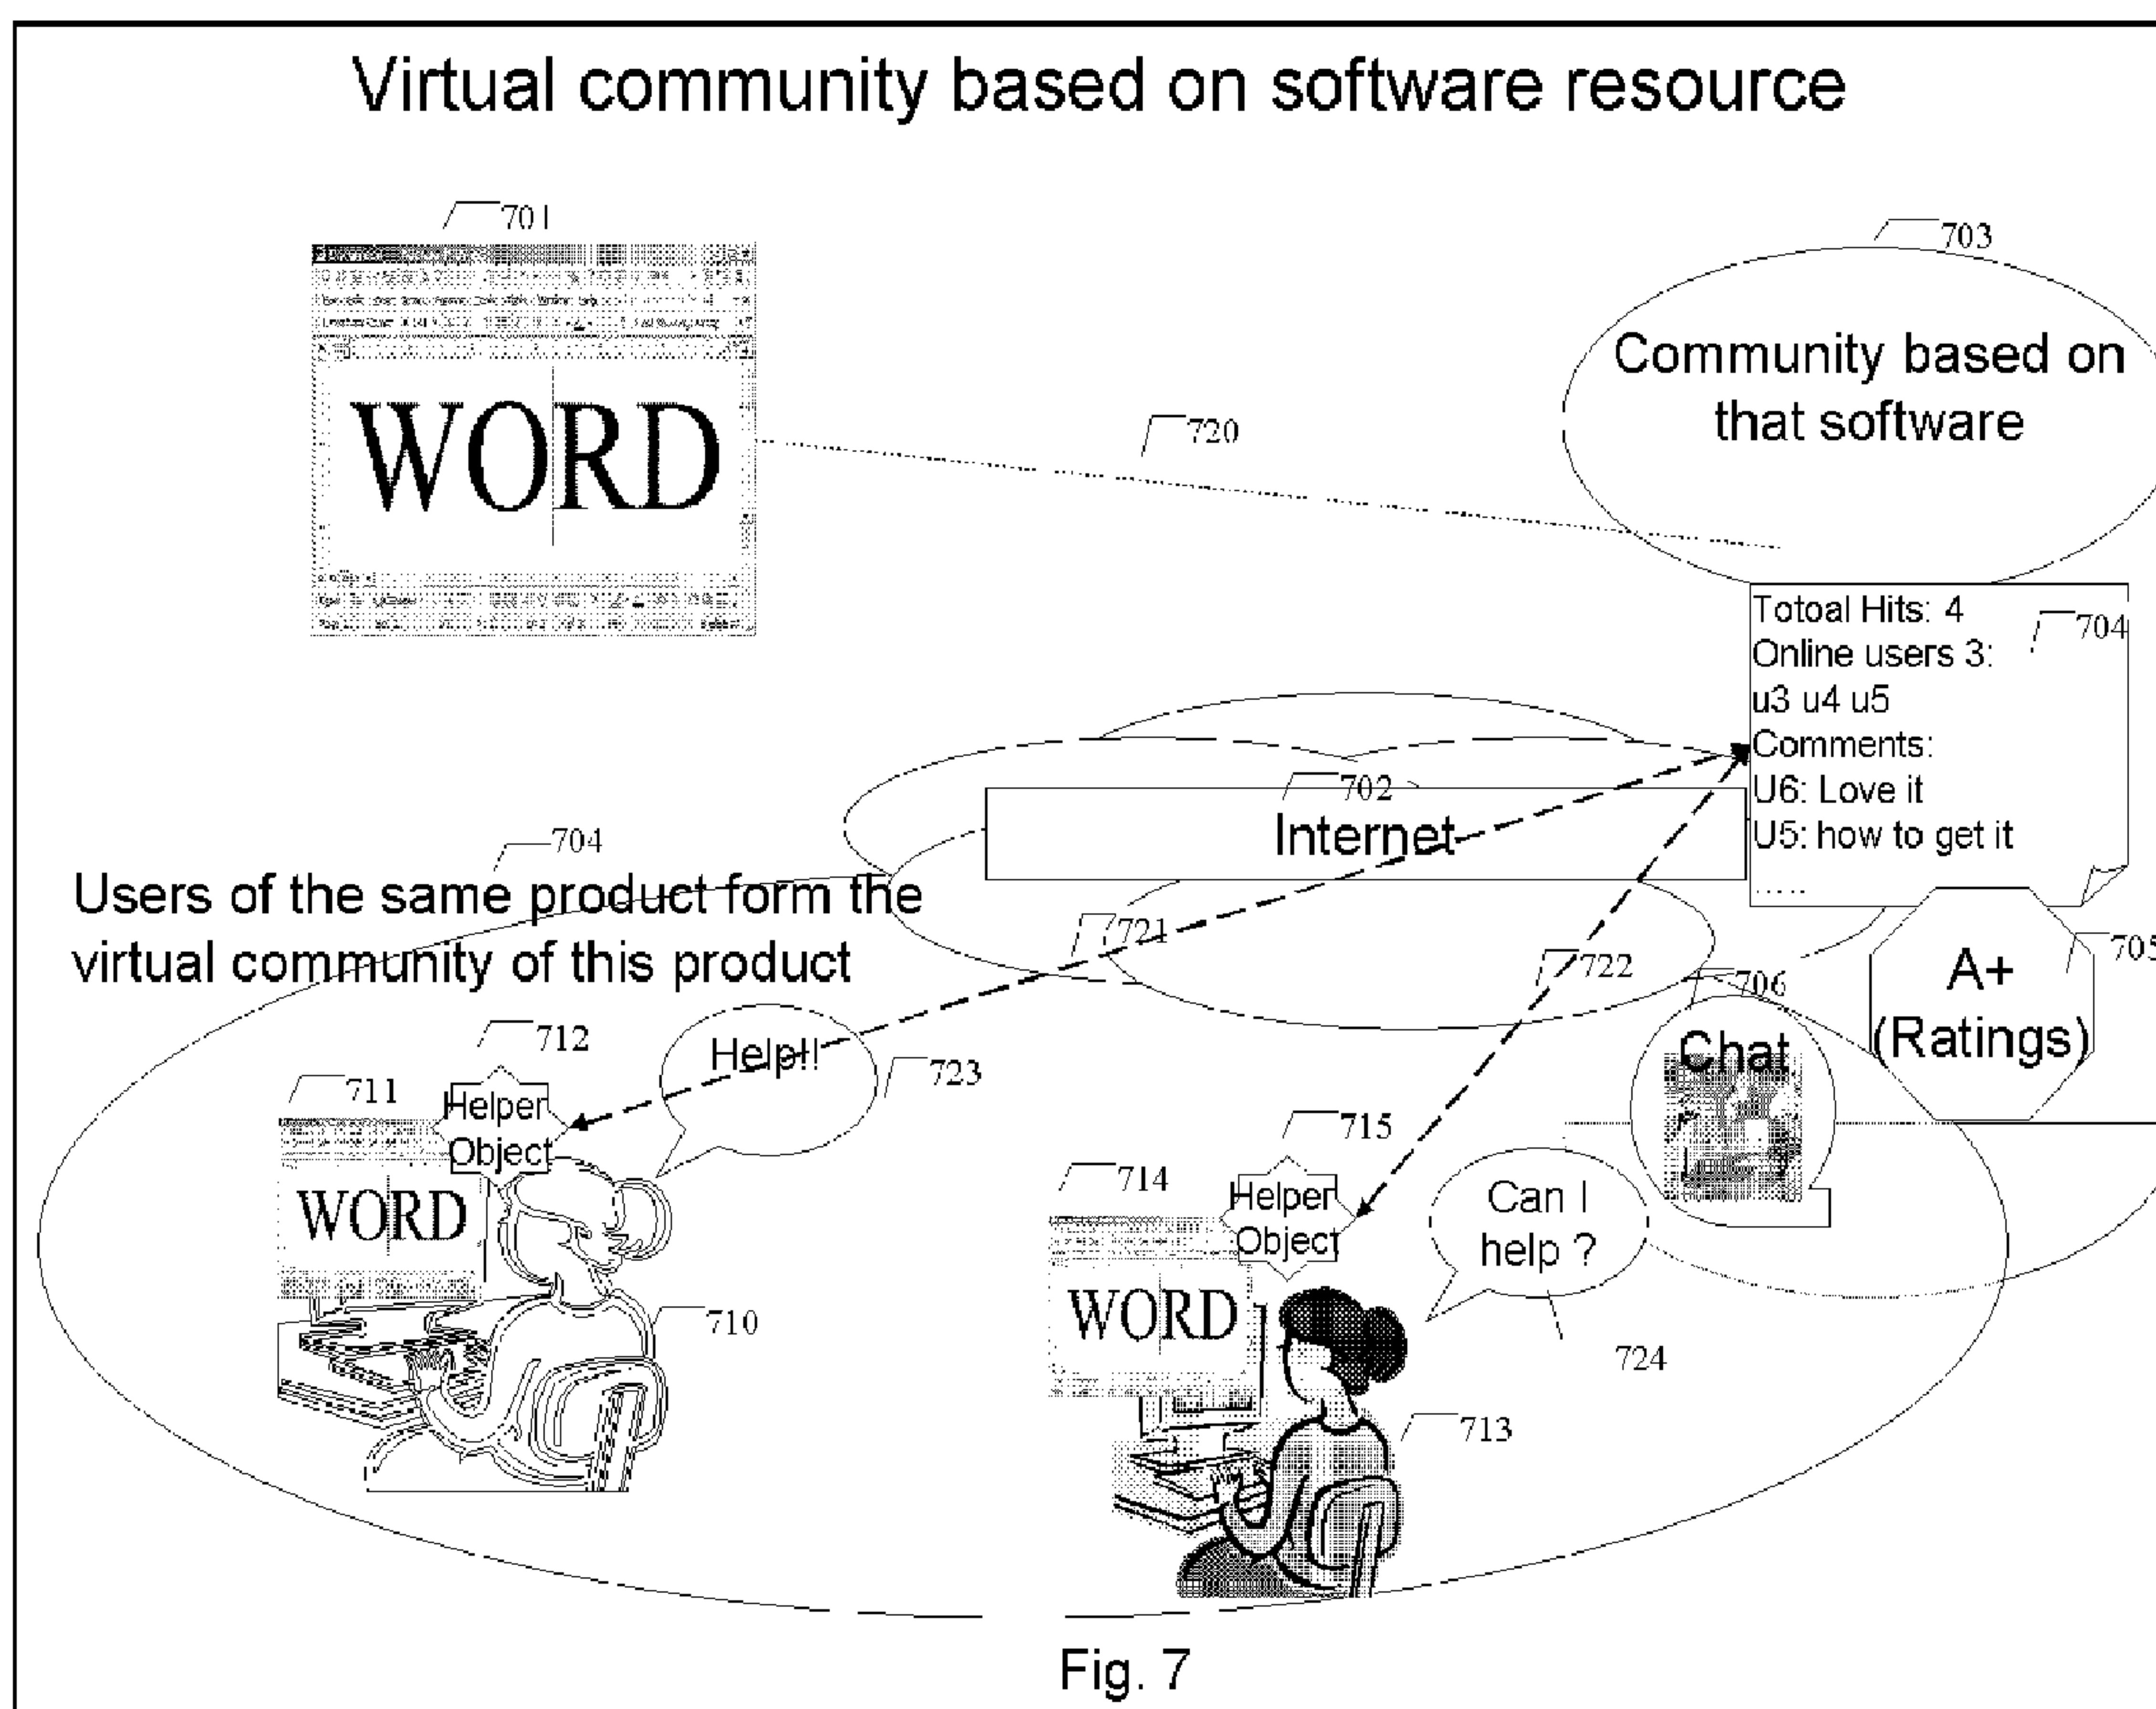 Virtual community based on software resource
701
703
WORD
Community based on
that software
720
Totoal Hits: 4
704
Online users 3:
u3 u4 u5
Comments:
U6: Love it
U5: how to get it
.....
702
Internet
704
Users of the same product form the
virtual community of this product
721
722
706
705
A+
(Ratings)
Chat
712
Help!!
723
711
Helper
Object
WORD
710
715
714
Helper
Object
Can I
help ?
WORD
724
713
Fig. 7